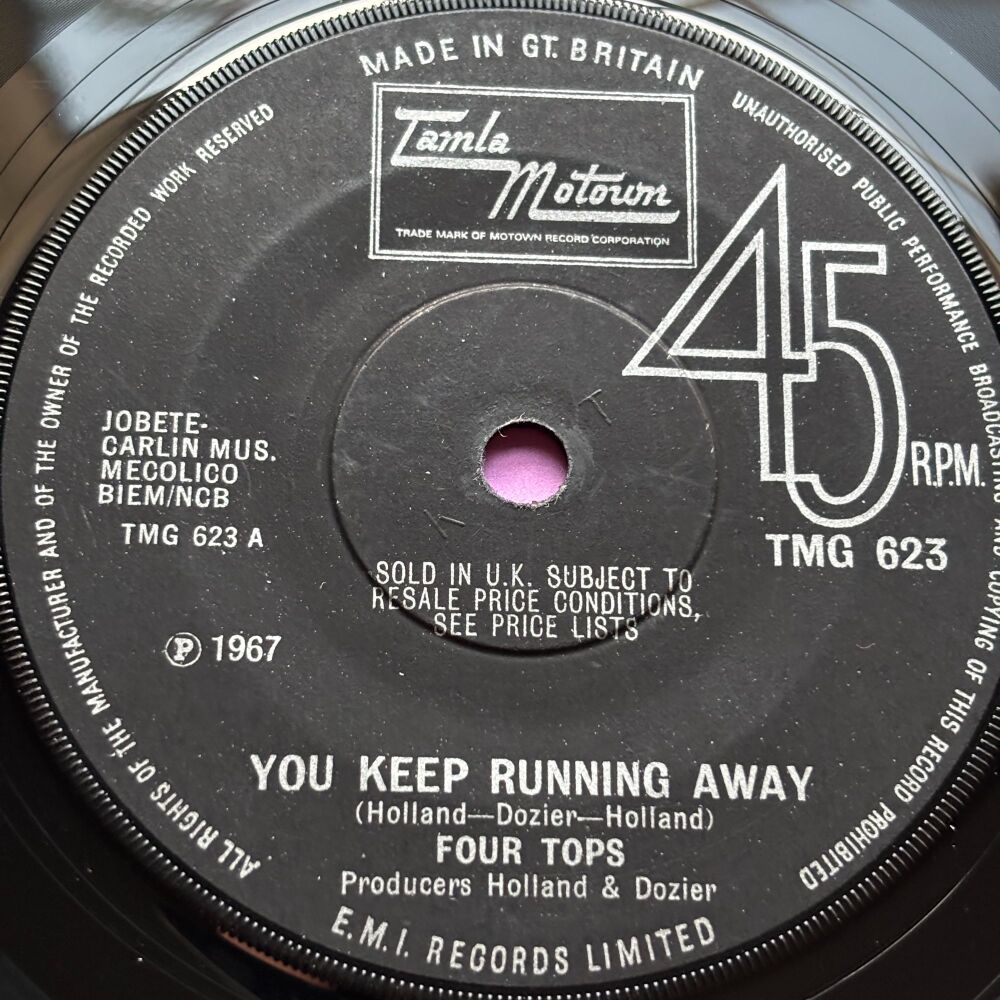 MADE IN GT. BRITAIN
Tamla
Motown
TRADE MARK OF MOTOWN RECORD CORPORATION
45
R.P.M.
TMG 623
JOBETE-
CARLIN MUS.
MECOLICO
BIEM/NCB
TMG 623 A
T
SOLD IN U.K. SUBJECT TO
RESALE PRICE CONDITIONS,
SEE PRICE LISTS
Ⓟ 1967
YOU KEEP RUNNING AWAY
(Holland—Dozier—Holland)
FOUR TOPS
Producers Holland & Dozier
E.M.I. RECORDS LIMITED
ALL RIGHTS OF THE MANUFACTURER AND OF THE OWNER OF THE RECORDED WORK RESERVED
UNAUTHORISED PUBLIC PERFORMANCE BROADCASTING AND COPYING OF THIS RECORD PROHIBITED